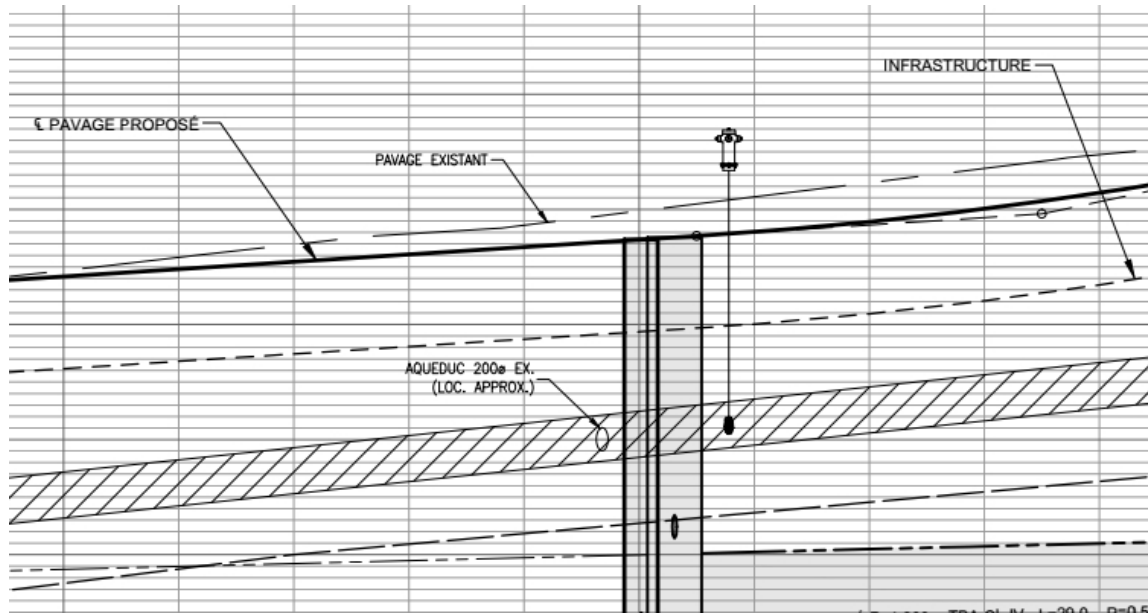 INFRASTRUCTURE
℄ PAVAGE PROPOSÉ
PAVAGE EXISTANT
AQUEDUC 200ø EX.
(LOC. APPROX.)